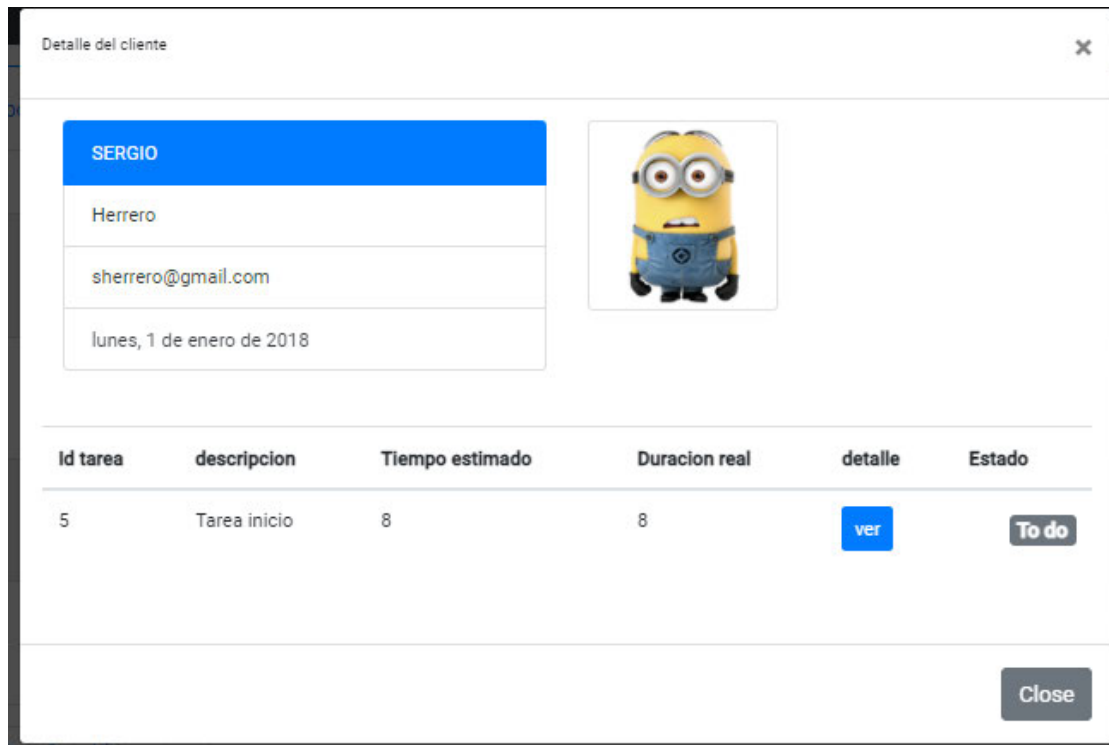 Detalle del cliente ×
SERGIO
Herrero
sherrero@gmail.com
lunes, 1 de enero de 2018
Id tarea descripcion Tiempo estimado Duracion real detalle Estado
5 Tarea inicio 8 8 ver To do
Close